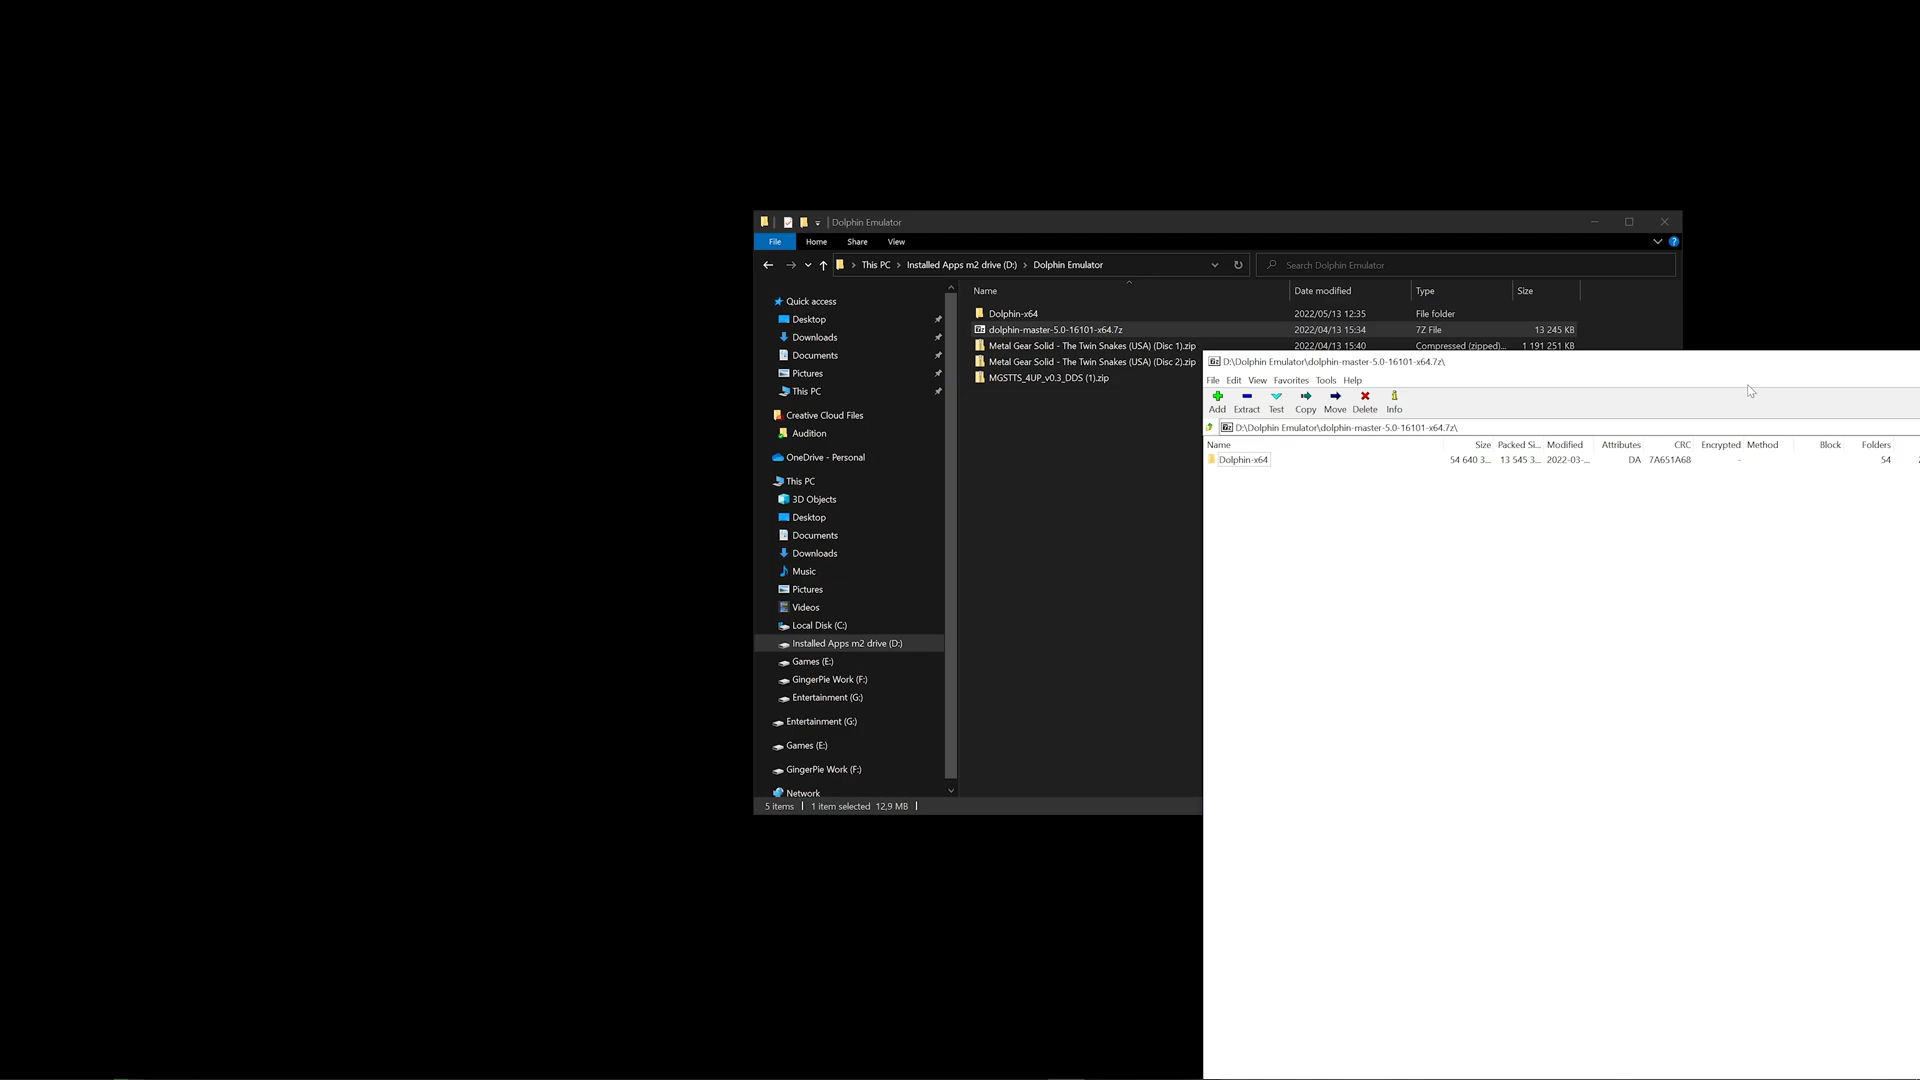 Dolphin Emulator
File Home Share View
This PC Installed Apps m2 drive (D:) Dolphin Emulator
Search Dolphin Emulator
Name Date modified Type Size
Dolphin-x64 2022/05/13 12:35 File folder
dolphin-master-5.0-16101-x64.7z 2022/04/13 15:34 7Z File 13 245 KB
Metal Gear Solid - The Twin Snakes (USA) (Disc 1).zip 2022/04/13 15:40 Compressed (zipped)... 1 191 251 KB
Metal Gear Solid - The Twin Snakes (USA) (Disc 2).zip
MGSTTS_4UP_v0.3_DDS (1).zip
Quick access
Desktop
Downloads
Documents
Pictures
This PC
Creative Cloud Files
Audition
OneDrive - Personal
This PC
3D Objects
Desktop
Documents
Downloads
Music
Pictures
Videos
Local Disk (C:)
Installed Apps m2 drive (D:)
Games (E:)
GingerPie Work (F:)
Entertainment (G:)
Entertainment (G:)
Games (E:)
GingerPie Work (F:)
Network
5 items 1 item selected 12,9 MB
D:\Dolphin Emulator\dolphin-master-5.0-16101-x64.7z\
File Edit View Favorites Tools Help
Add Extract Test Copy Move Delete Info
D:\Dolphin Emulator\dolphin-master-5.0-16101-x64.7z\
Name Size Packed Si... Modified Attributes CRC Encrypted Method Block Folders
Dolphin-x64 54 640 3... 13 545 3... 2022-03-... DA 7A651A68 - 54